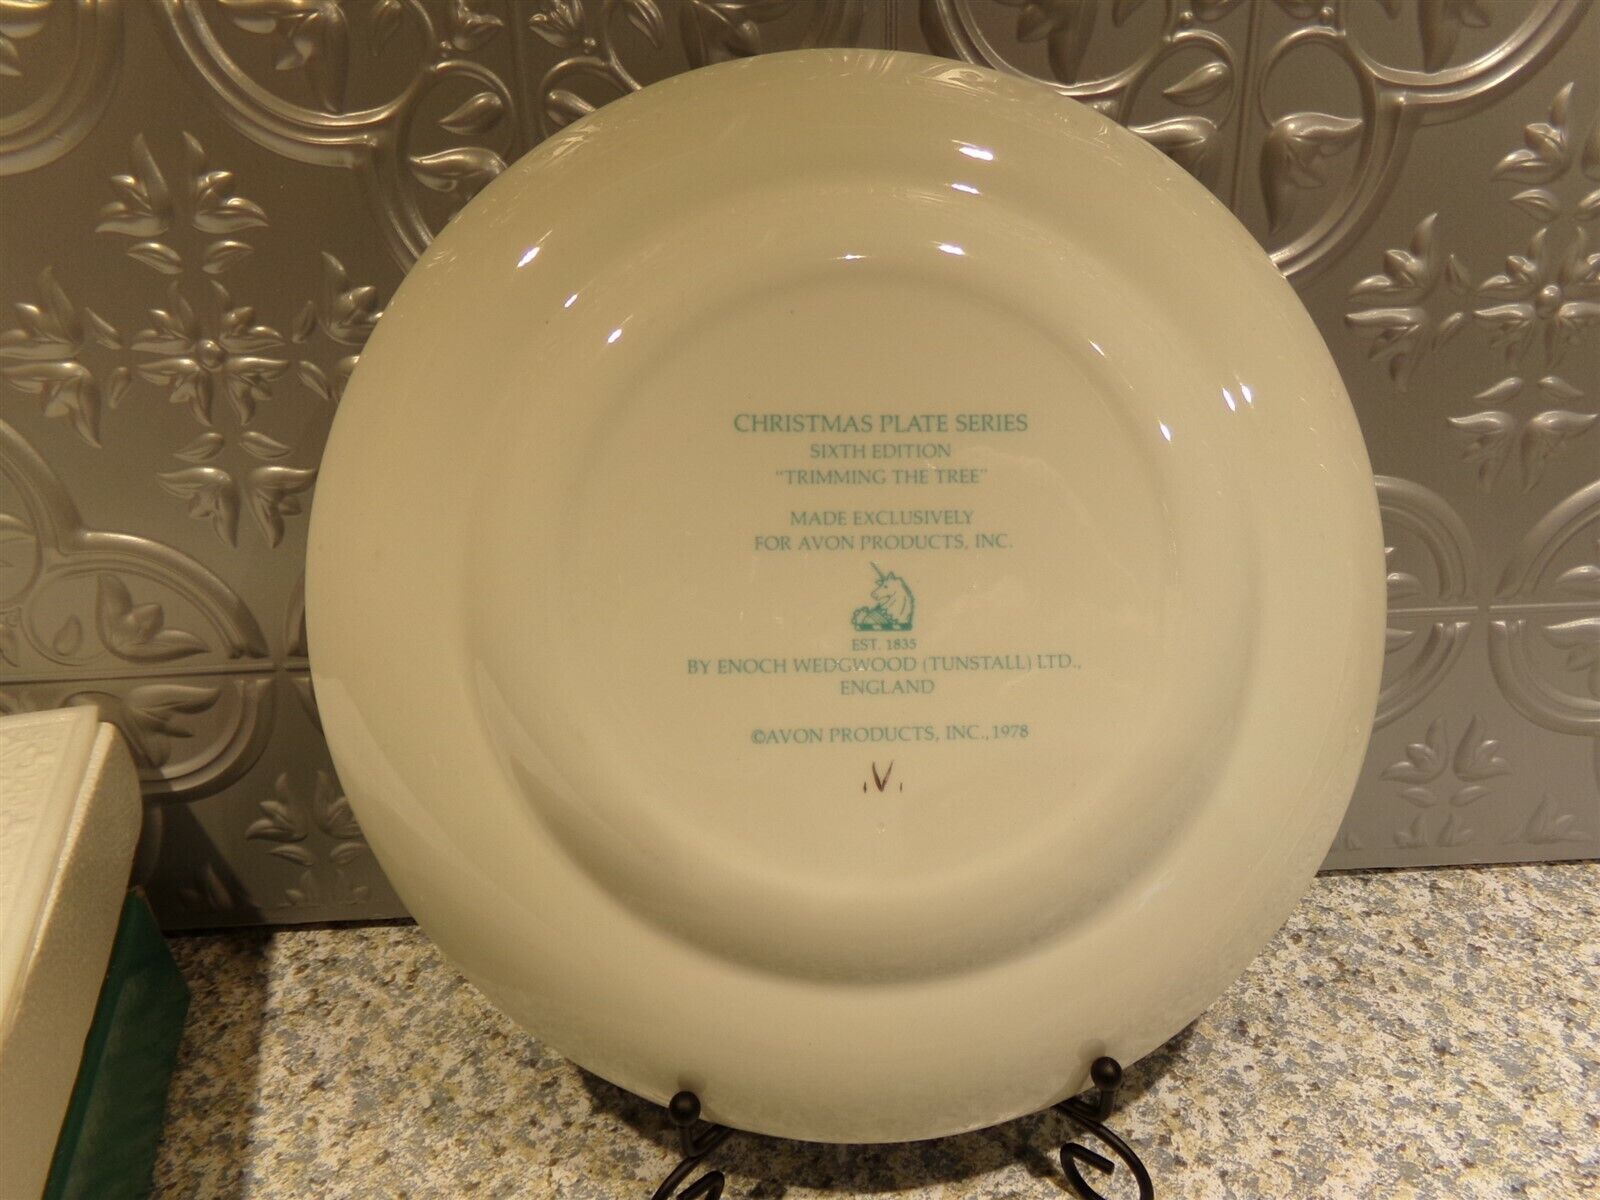 CHRISTMAS PLATE SERIES
SIXTH EDITION
"TRIMMING THE TREE"
MADE EXCLUSIVELY
FOR AVON PRODUCTS, INC.
EST. 1835
BY ENOCH WEDGWOOD (TUNSTALL) LTD.,
ENGLAND
©AVON PRODUCTS, INC., 1978
.V.